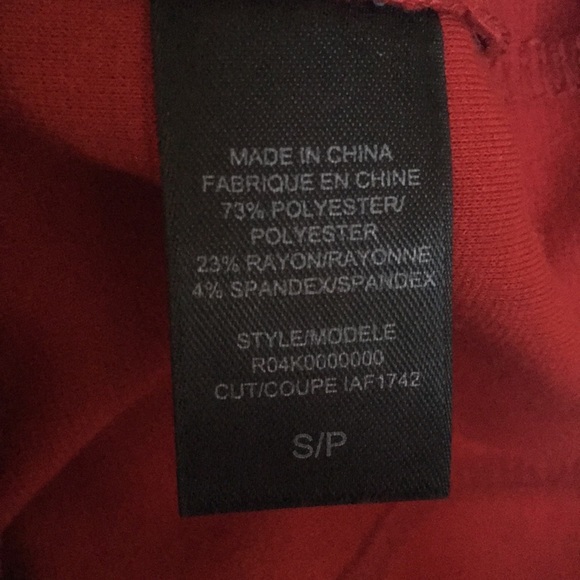 MADE IN CHINA
FABRIQUE EN CHINE
73% POLYESTER/
POLYESTER
23% RAYON/RAYONNE
4% SPANDEX/SPANDEX
STYLE/MODELE
R04K0000000
CUT/COUPE IAF1742
S/P